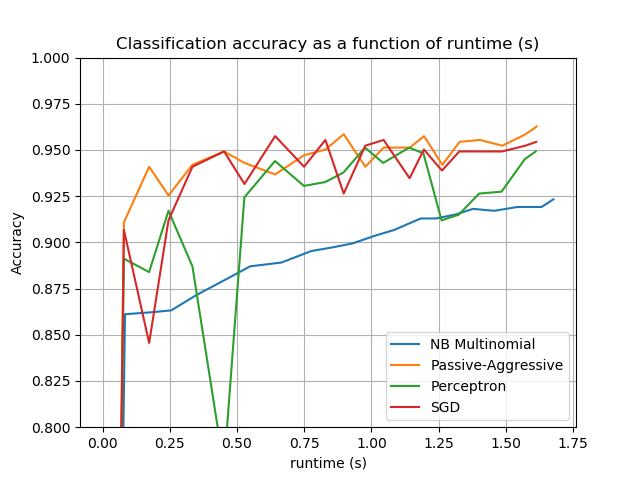 Classification accuracy as a function of runtime (s)
1.000
0.975
0.950
0.925
0.900
0.875
0.850
0.825
0.800
Accuracy
NB Multinomial
Passive-Aggressive
Perceptron
SGD
0.00 0.25 0.50 0.75 1.00 1.25 1.50 1.75
runtime (s)